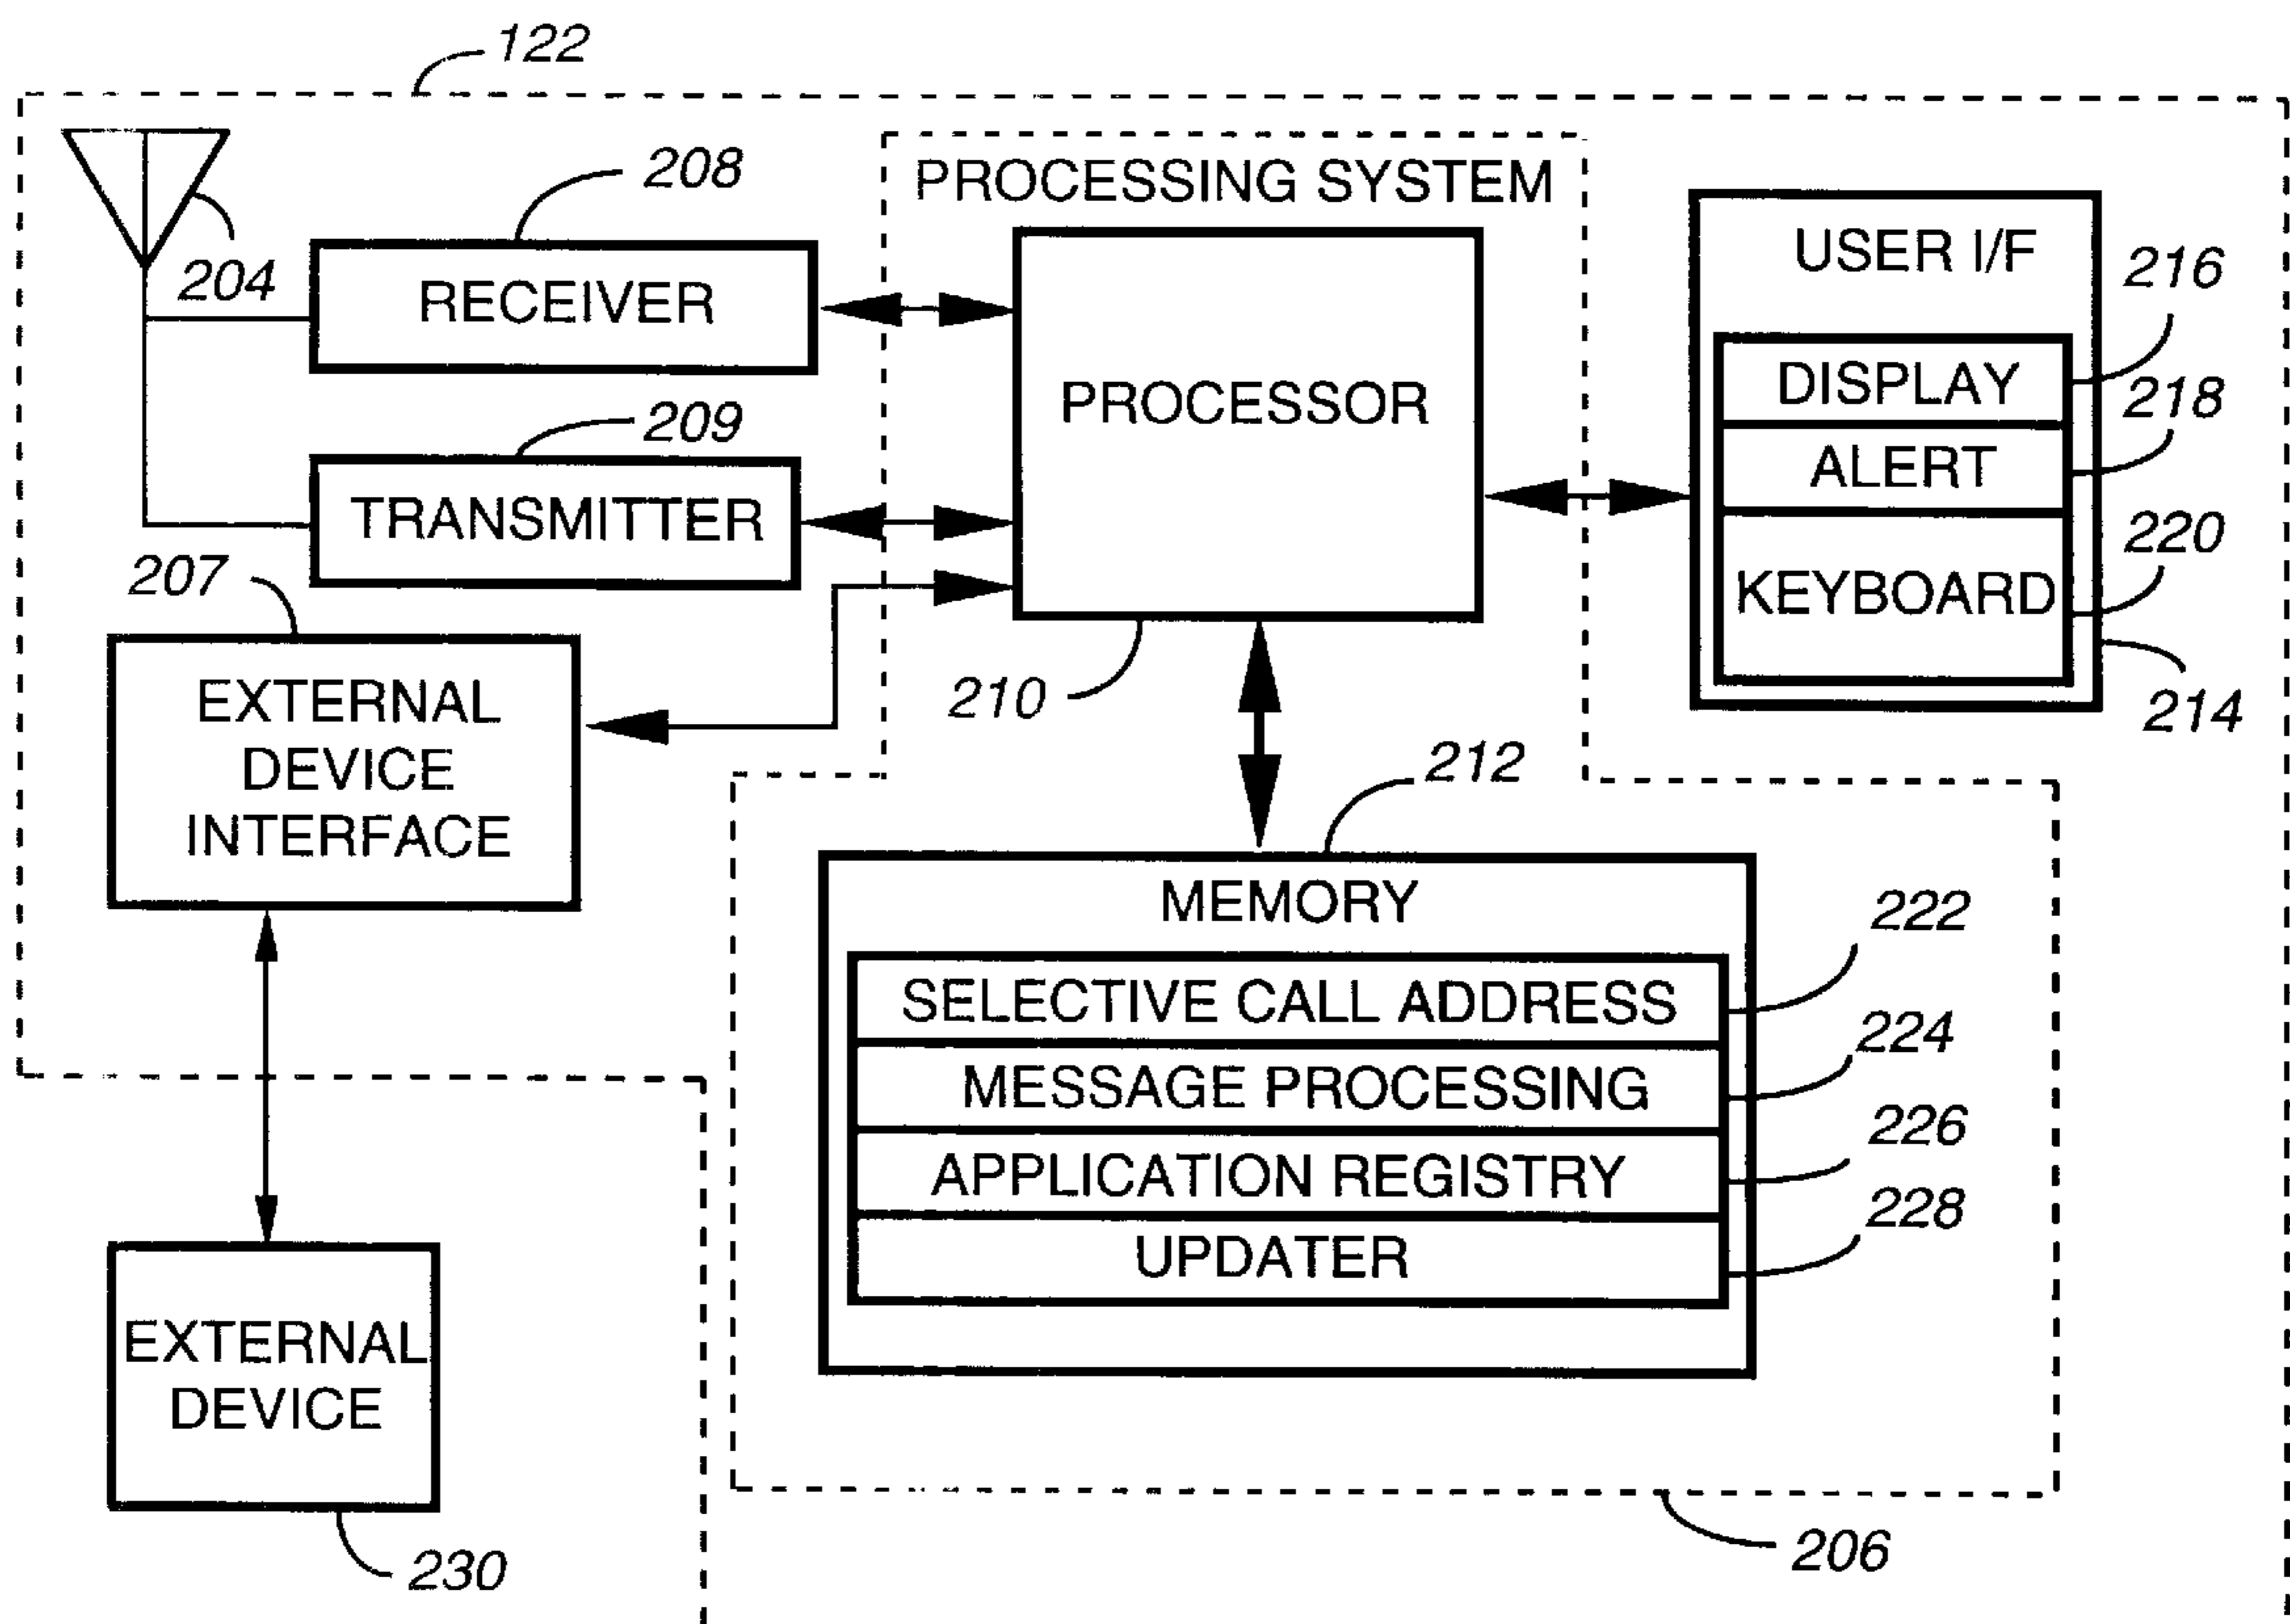 122
208
PROCESSING SYSTEM
204
RECEIVER
USER I/F
216
DISPLAY
218
PROCESSOR
209
ALERT
TRANSMITTER
220
207
KEYBOARD
210
214
EXTERNAL
DEVICE
INTERFACE
212
MEMORY
222
SELECTIVE CALL ADDRESS
224
MESSAGE PROCESSING
226
APPLICATION REGISTRY
228
UPDATER
EXTERNAL
DEVICE
206
230